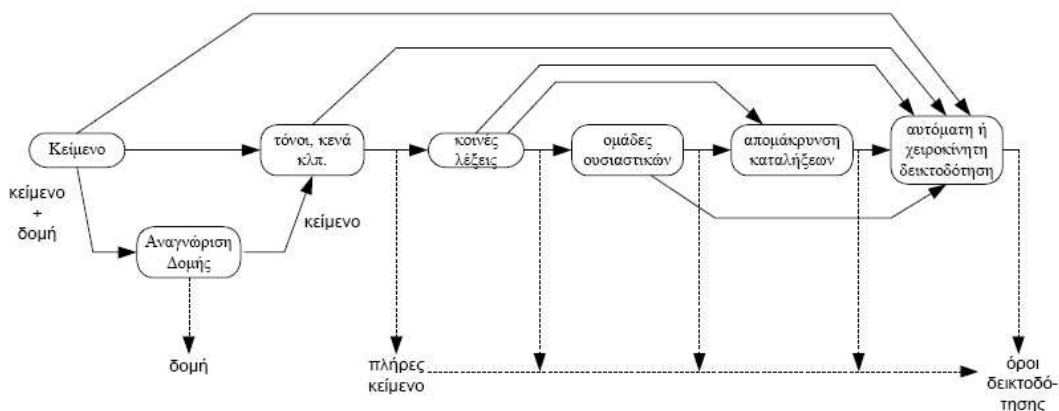 Κείμενο
κείμενο
+
δομή
Αναγνώριση
Δομής
δομή
τόνοι, κενά
κλπ.
κείμενο
πλήρες
κείμενο
κοινές
λέξεις
ομάδες
ουσιαστικών
απομάκρυνση
καταλήξεων
αυτόματη ή
χειροκίνητη
δεικτοδότηση
όροι
δεικτοδό-
τησης